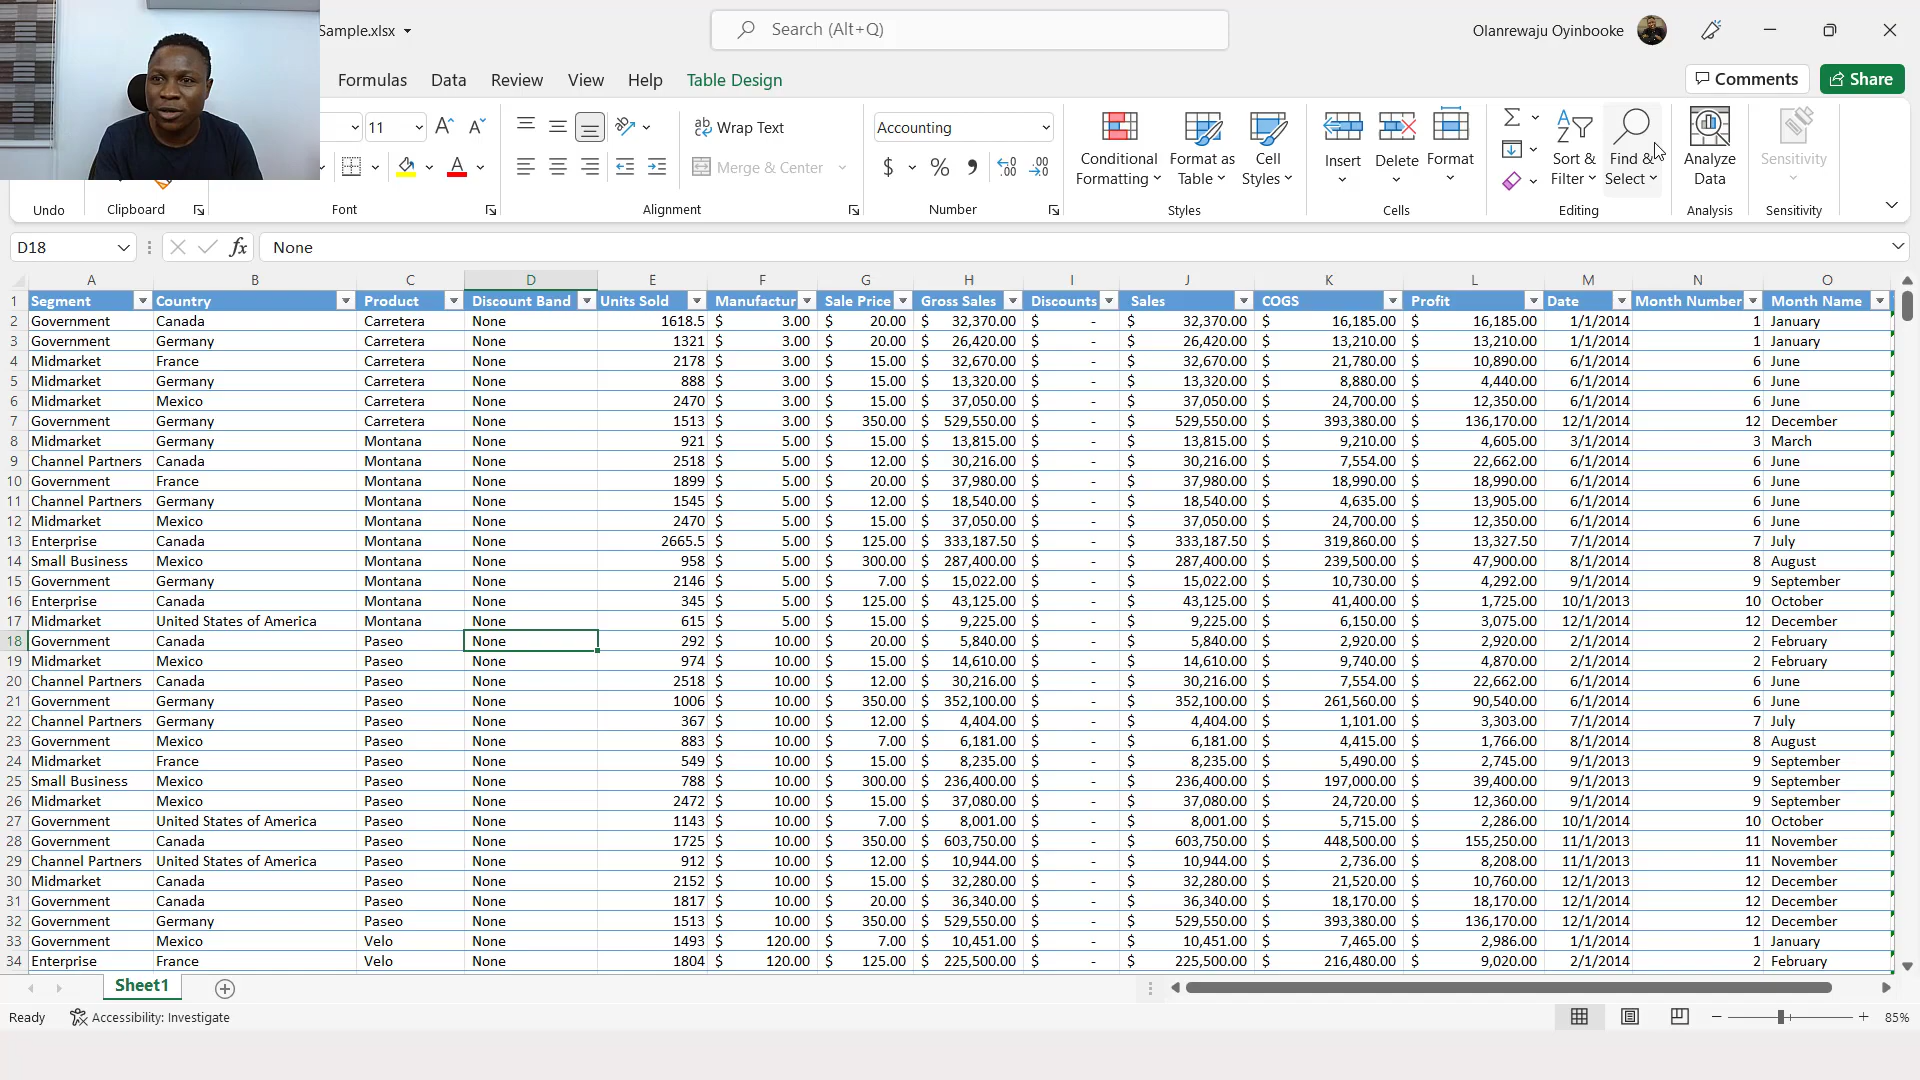 Sample.xlsx
Search (Alt+Q)
Olanrewaju Oyinbooke
Formulas Data Review View Help Table Design
Comments Share
11 Wrap Text Accounting
Merge & Center $ %
Conditional Formatting Format as Table Cell Styles Insert Delete Format Sort & Filter Find & Select Analyze Data Sensitivity
Undo Clipboard Font Alignment Number Styles Cells Editing Analysis Sensitivity
D18 fx None
A B C D E F G H I J K L M N O
1 Segment Country Product Discount Band Units Sold Manufactur Sale Price Gross Sales Discounts Sales COGS Profit Date Month Number Month Name
2 Government Canada Carretera None 1618.5 $ 3.00 $ 20.00 $ 32,370.00 $ - $ 32,370.00 $ 16,185.00 $ 16,185.00 1/1/2014 1 January
3 Government Germany Carretera None 1321 $ 3.00 $ 20.00 $ 26,420.00 $ - $ 26,420.00 $ 13,210.00 $ 13,210.00 1/1/2014 1 January
4 Midmarket France Carretera None 2178 $ 3.00 $ 15.00 $ 32,670.00 $ - $ 32,670.00 $ 21,780.00 $ 10,890.00 6/1/2014 6 June
5 Midmarket Germany Carretera None 888 $ 3.00 $ 15.00 $ 13,320.00 $ - $ 13,320.00 $ 8,880.00 $ 4,440.00 6/1/2014 6 June
6 Midmarket Mexico Carretera None 2470 $ 3.00 $ 15.00 $ 37,050.00 $ - $ 37,050.00 $ 24,700.00 $ 12,350.00 6/1/2014 6 June
7 Government Germany Carretera None 1513 $ 3.00 $ 350.00 $ 529,550.00 $ - $ 529,550.00 $ 393,380.00 $ 136,170.00 12/1/2014 12 December
8 Midmarket Germany Montana None 921 $ 5.00 $ 15.00 $ 13,815.00 $ - $ 13,815.00 $ 9,210.00 $ 4,605.00 3/1/2014 3 March
9 Channel Partners Canada Montana None 2518 $ 5.00 $ 12.00 $ 30,216.00 $ - $ 30,216.00 $ 7,554.00 $ 22,662.00 6/1/2014 6 June
10 Government France Montana None 1899 $ 5.00 $ 20.00 $ 37,980.00 $ - $ 37,980.00 $ 18,990.00 $ 18,990.00 6/1/2014 6 June
11 Channel Partners Germany Montana None 1545 $ 5.00 $ 12.00 $ 18,540.00 $ - $ 18,540.00 $ 4,635.00 $ 13,905.00 6/1/2014 6 June
12 Midmarket Mexico Montana None 2470 $ 5.00 $ 15.00 $ 37,050.00 $ - $ 37,050.00 $ 24,700.00 $ 12,350.00 6/1/2014 6 June
13 Enterprise Canada Montana None 2665.5 $ 5.00 $ 125.00 $ 333,187.50 $ - $ 333,187.50 $ 319,860.00 $ 13,327.50 7/1/2014 7 July
14 Small Business Mexico Montana None 958 $ 5.00 $ 300.00 $ 287,400.00 $ - $ 287,400.00 $ 239,500.00 $ 47,900.00 8/1/2014 8 August
15 Government Germany Montana None 2146 $ 5.00 $ 7.00 $ 15,022.00 $ - $ 15,022.00 $ 10,730.00 $ 4,292.00 9/1/2014 9 September
16 Enterprise Canada Montana None 345 $ 5.00 $ 125.00 $ 43,125.00 $ - $ 43,125.00 $ 41,400.00 $ 1,725.00 10/1/2013 10 October
17 Midmarket United States of America Montana None 615 $ 5.00 $ 15.00 $ 9,225.00 $ - $ 9,225.00 $ 6,150.00 $ 3,075.00 12/1/2014 12 December
18 Government Canada Paseo None 292 $ 10.00 $ 20.00 $ 5,840.00 $ - $ 5,840.00 $ 2,920.00 $ 2,920.00 2/1/2014 2 February
19 Midmarket Mexico Paseo None 974 $ 10.00 $ 15.00 $ 14,610.00 $ - $ 14,610.00 $ 9,740.00 $ 4,870.00 2/1/2014 2 February
20 Channel Partners Canada Paseo None 2518 $ 10.00 $ 12.00 $ 30,216.00 $ - $ 30,216.00 $ 7,554.00 $ 22,662.00 6/1/2014 6 June
21 Government Germany Paseo None 1006 $ 10.00 $ 350.00 $ 352,100.00 $ - $ 352,100.00 $ 261,560.00 $ 90,540.00 6/1/2014 6 June
22 Channel Partners Germany Paseo None 367 $ 10.00 $ 12.00 $ 4,404.00 $ - $ 4,404.00 $ 1,101.00 $ 3,303.00 7/1/2014 7 July
23 Government Mexico Paseo None 883 $ 10.00 $ 7.00 $ 6,181.00 $ - $ 6,181.00 $ 4,415.00 $ 1,766.00 8/1/2014 8 August
24 Midmarket France Paseo None 549 $ 10.00 $ 15.00 $ 8,235.00 $ - $ 8,235.00 $ 5,490.00 $ 2,745.00 9/1/2013 9 September
25 Small Business Mexico Paseo None 788 $ 10.00 $ 300.00 $ 236,400.00 $ - $ 236,400.00 $ 197,000.00 $ 39,400.00 9/1/2013 9 September
26 Midmarket Mexico Paseo None 2472 $ 10.00 $ 15.00 $ 37,080.00 $ - $ 37,080.00 $ 24,720.00 $ 12,360.00 9/1/2014 9 September
27 Government United States of America Paseo None 1143 $ 10.00 $ 7.00 $ 8,001.00 $ - $ 8,001.00 $ 5,715.00 $ 2,286.00 10/1/2014 10 October
28 Government Canada Paseo None 1725 $ 10.00 $ 350.00 $ 603,750.00 $ - $ 603,750.00 $ 448,500.00 $ 155,250.00 11/1/2013 11 November
29 Channel Partners United States of America Paseo None 912 $ 10.00 $ 12.00 $ 10,944.00 $ - $ 10,944.00 $ 2,736.00 $ 8,208.00 11/1/2013 11 November
30 Midmarket Canada Paseo None 2152 $ 10.00 $ 15.00 $ 32,280.00 $ - $ 32,280.00 $ 21,520.00 $ 10,760.00 12/1/2013 12 December
31 Government Canada Paseo None 1817 $ 10.00 $ 20.00 $ 36,340.00 $ - $ 36,340.00 $ 18,170.00 $ 18,170.00 12/1/2014 12 December
32 Government Germany Paseo None 1513 $ 10.00 $ 350.00 $ 529,550.00 $ - $ 529,550.00 $ 393,380.00 $ 136,170.00 12/1/2014 12 December
33 Government Mexico Velo None 1493 $ 120.00 $ 7.00 $ 10,451.00 $ - $ 10,451.00 $ 7,465.00 $ 2,986.00 1/1/2014 1 January
34 Enterprise France Velo None 1804 $ 120.00 $ 125.00 $ 225,500.00 $ - $ 225,500.00 $ 216,480.00 $ 9,020.00 2/1/2014 2 February
Sheet1
Ready Accessibility: Investigate 85%